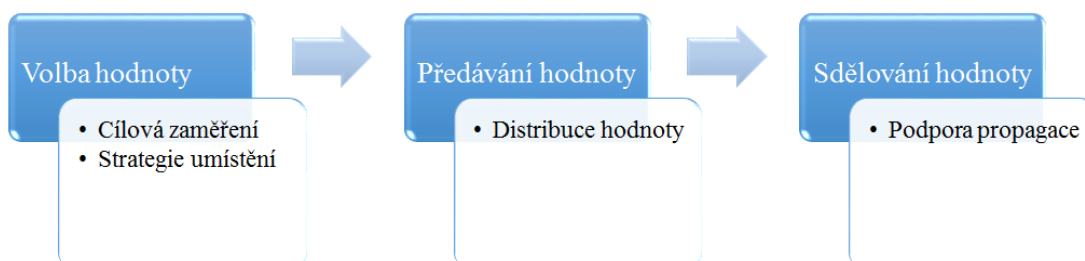 Volba hodnoty
• Cílová zaměření
• Strategie umístění
Předávání hodnoty
• Distribuce hodnoty
Sdělování hodnoty
• Podpora propagace